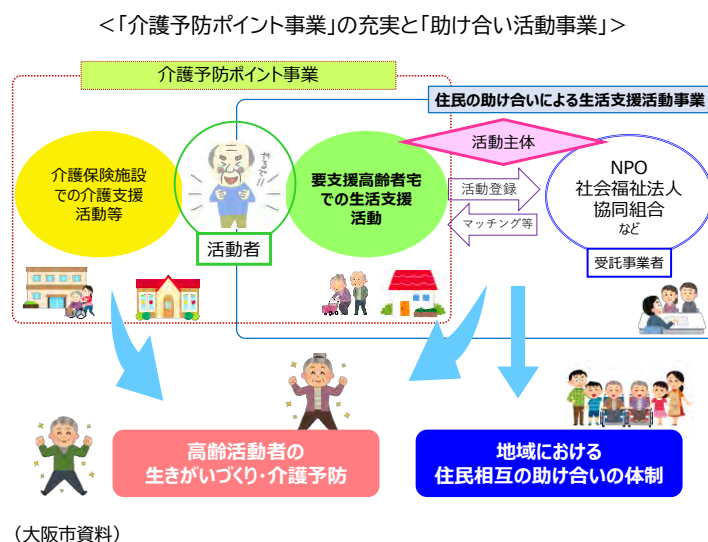 ＜「介護予防ポイント事業」の充実と「助け合い活動事業」＞
介護予防ポイント事業
住民の助け合いによる生活支援活動事業
活動主体
介護保険施設
での介護支援
活動等
やるで!!
活動者
要支援高齢者宅
での生活支援
活動
活動登録
マッチング等
NPO
社会福祉法人
協同組合
など
受託事業者
高齢活動者の
生きがいづくり・介護予防
地域における
住民相互の助け合いの体制
（大阪市資料）